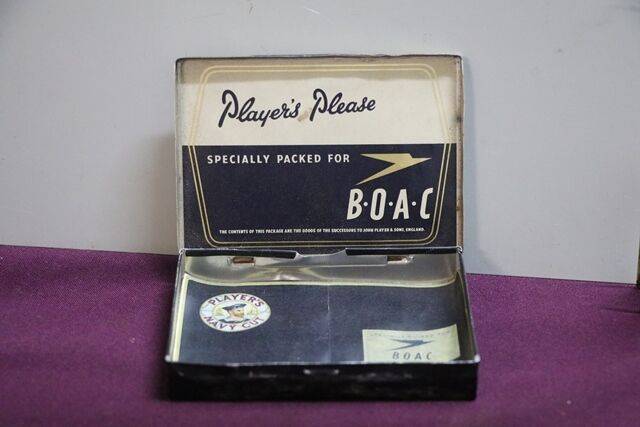 Player's Please
SPECIALLY PACKED FOR
B·O·A·C
THE CONTENTS OF THIS PACKAGE ARE THE GOODS OF THE SUCCESSORS TO JOHN PLAYER & SONS, ENGLAND.
PLAYER'S
NAVY CUT
B O A C